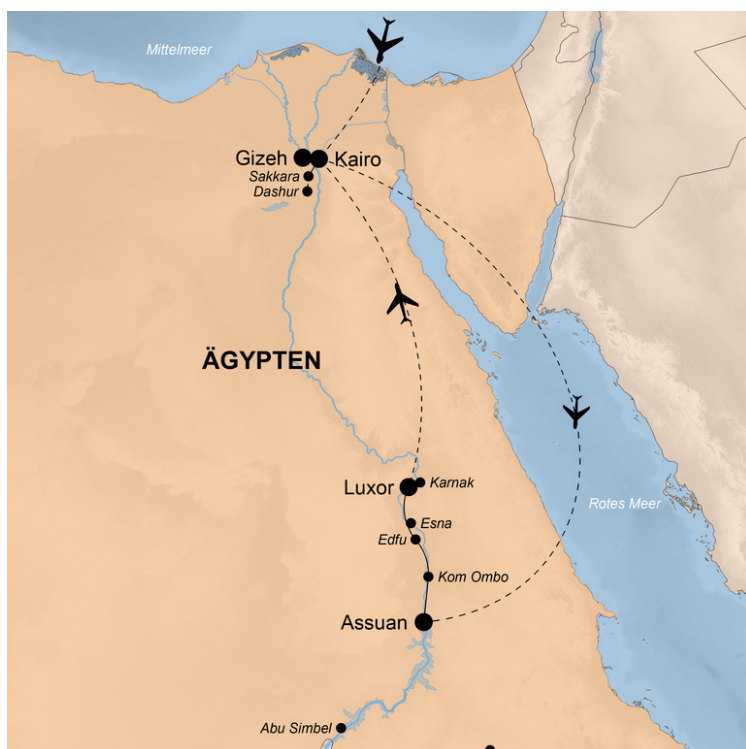 Mittelmeer
Gizeh
Kairo
Sakkara
Dashur
ÄGYPTEN
Luxor
Karnak
Rotes Meer
Esna
Edfu
Kom Ombo
Assuan
Abu Simbel